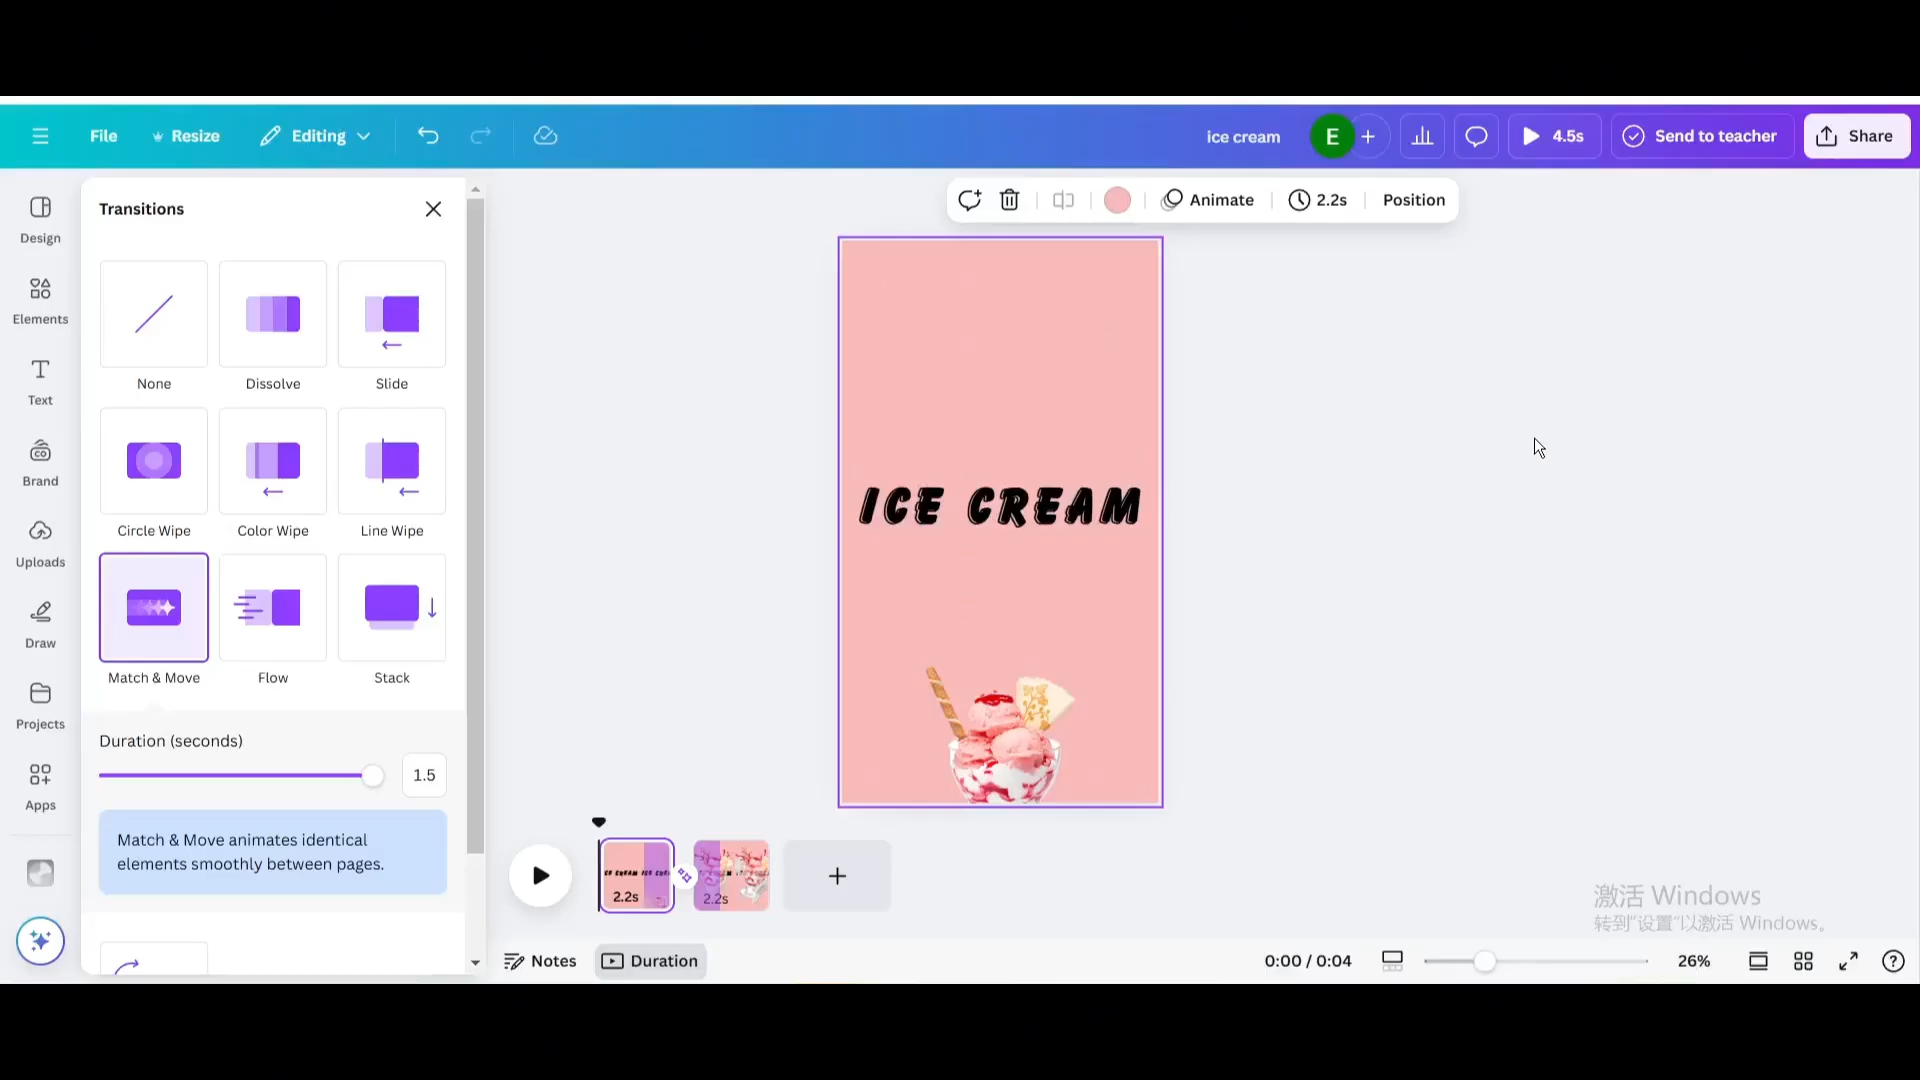 File
Resize
Editing
ice cream
E
4.5s
Send to teacher
Share
Design
Elements
Text
Brand
Uploads
Draw
Projects
Apps
Transitions
None
Dissolve
Slide
Circle Wipe
Color Wipe
Line Wipe
Match & Move
Flow
Stack
Duration (seconds)
1.5
Match & Move animates identical
elements smoothly between pages.
Animate
2.2s
Position
ICE CREAM
2.2s
2.2s
Notes
Duration
0:00 / 0:04
26%
激活 Windows
转到"设置"以激活 Windows。